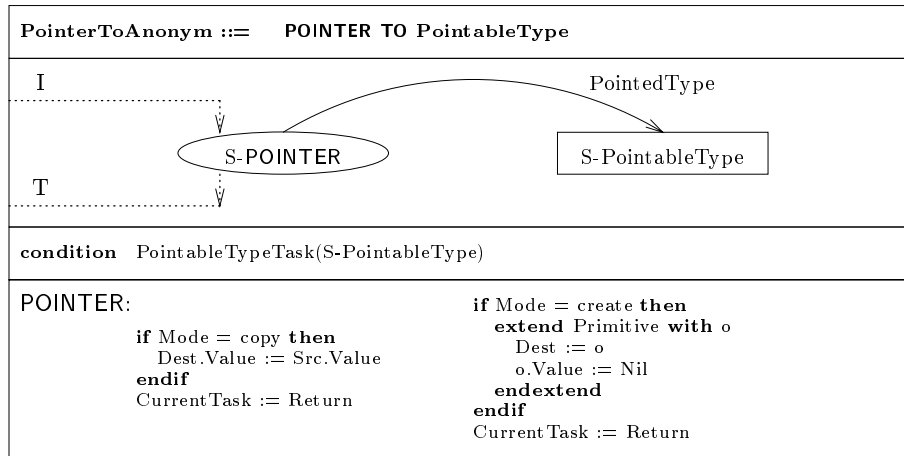 PointerToAnonym ::= POINTER TO PointableType
I
PointedType
S-POINTER
S-PointableType
T
condition PointableTypeTask(S-PointableType)
POINTER:
if Mode = copy then
Dest.Value := Src.Value
endif
CurrentTask := Return
if Mode = create then
extend Primitive with o
Dest := o
o.Value := Nil
endextend
endif
CurrentTask := Return